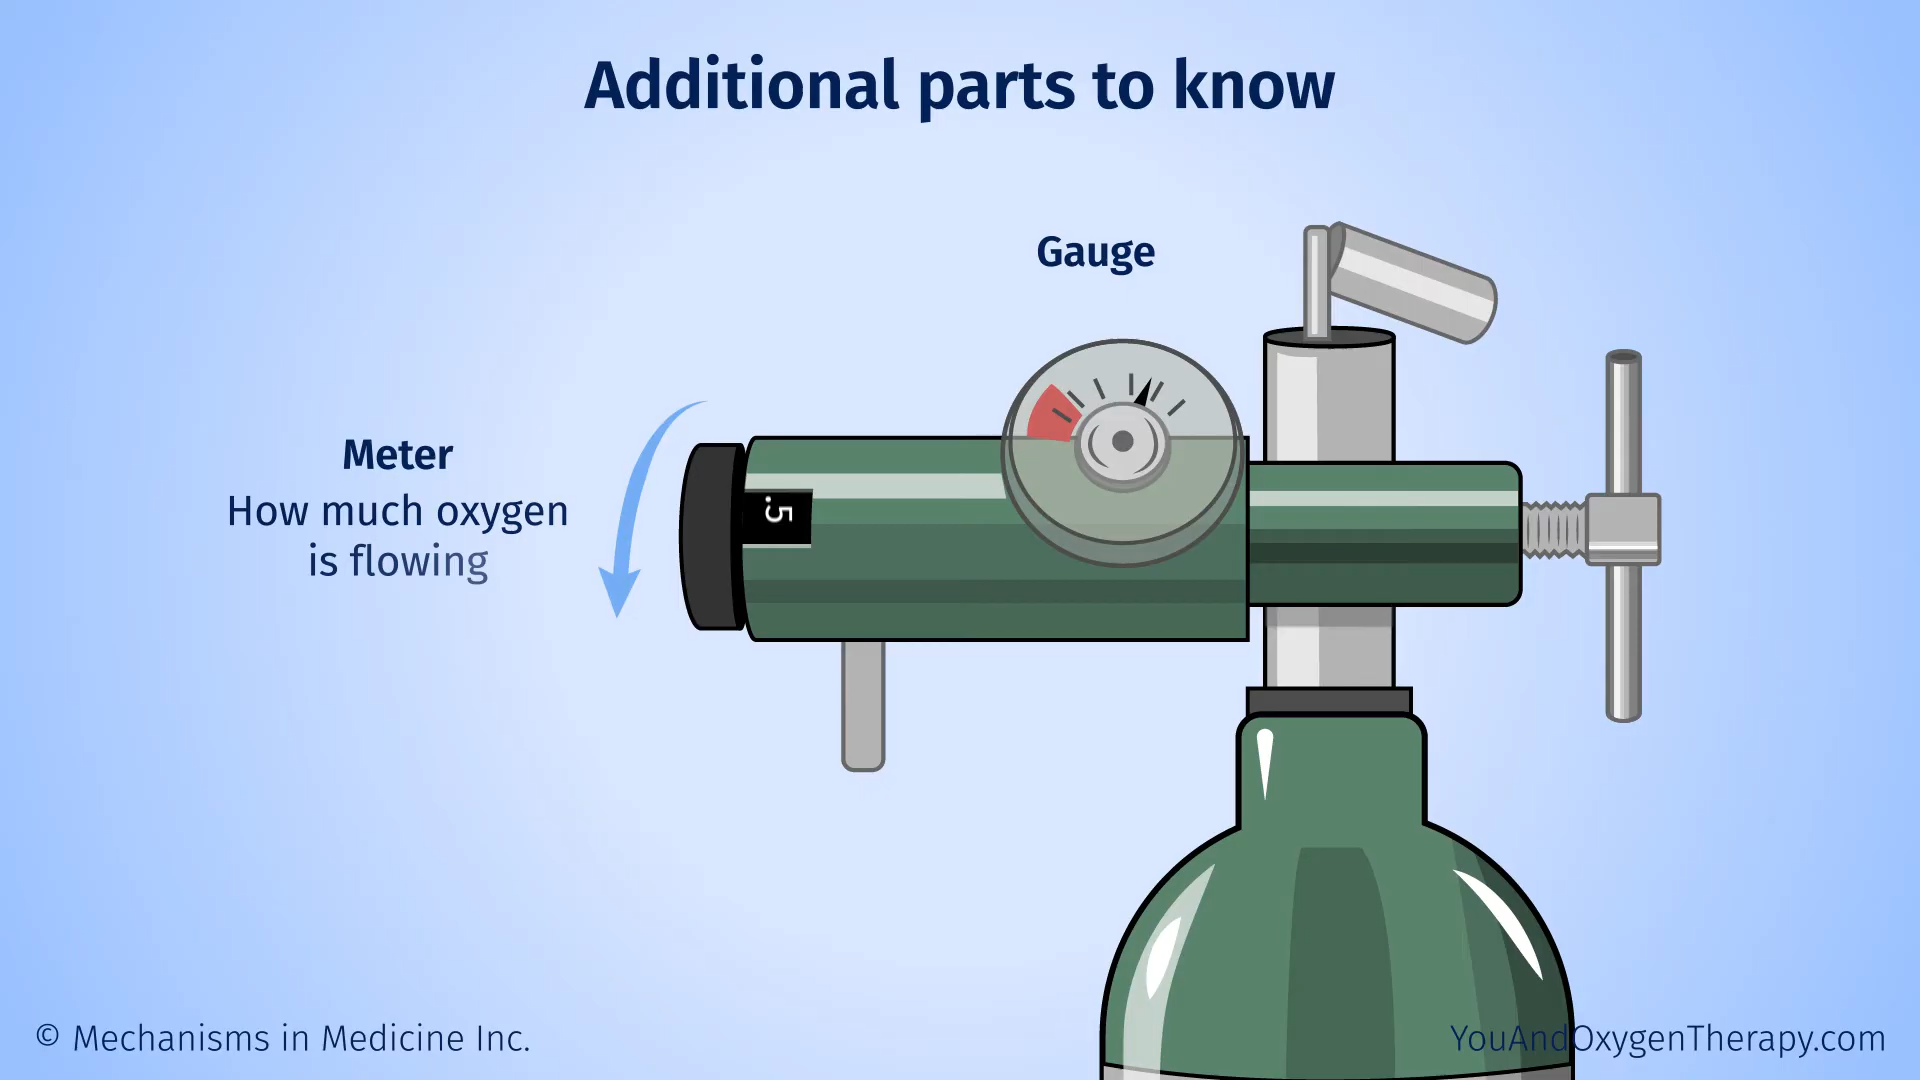 Additional parts to know
Gauge
Meter
How much oxygen
is flowing
.5
© Mechanisms in Medicine Inc.
YouAndOxygenTherapy.com